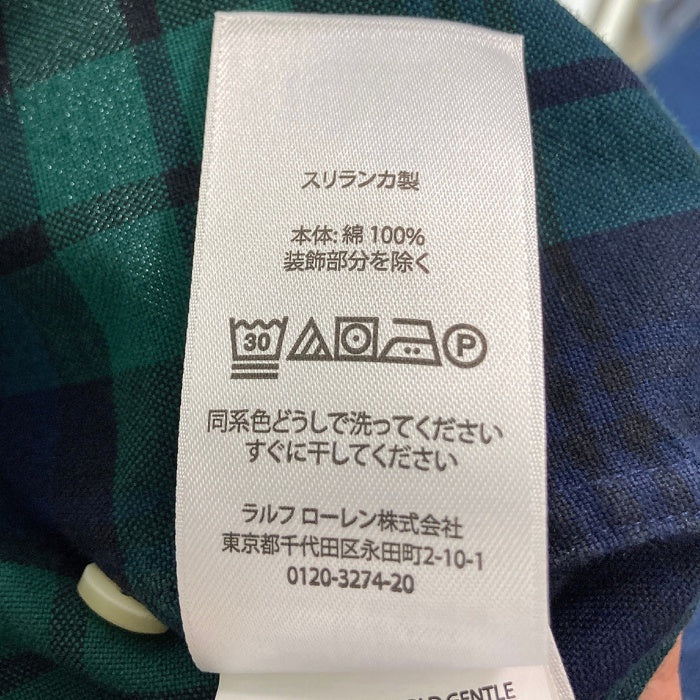 スリランカ製
本体: 綿 100%
装飾部分を除く
30 P
同系色どうしで洗ってください
すぐに干してください
ラルフ ローレン株式会社
東京都千代田区永田町2-10-1
0120-3274-20
GENTLE